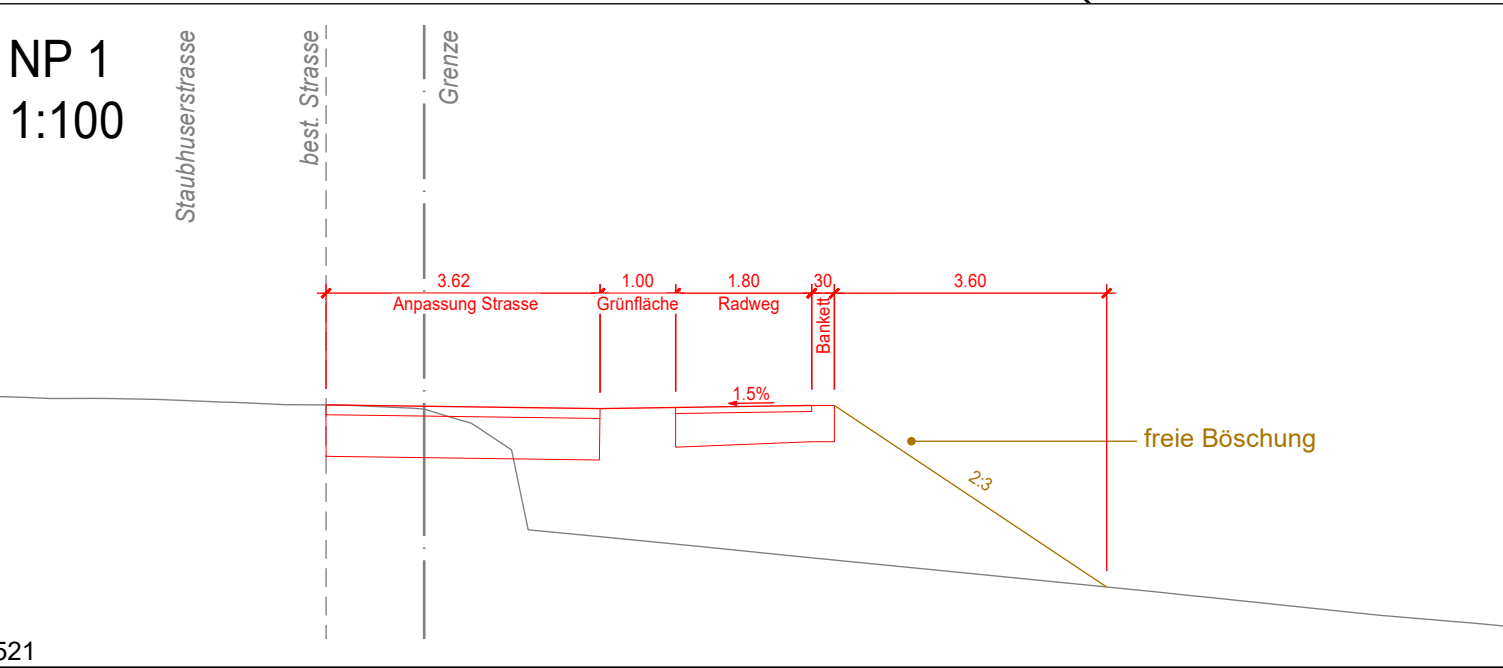 NP 1
1:100
Staubhuserstrasse
best. Strasse
Grenze
3.62
1.00
1.80
30
3.60
Anpassung Strasse
Grünfläche
Radweg
Bankett
1.5%
freie Böschung
2:3
521